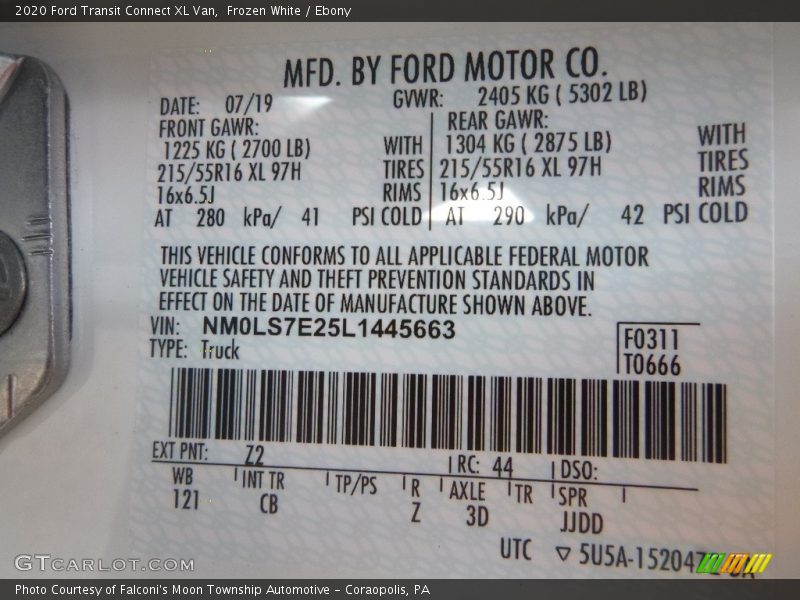 2020 Ford Transit Connect XL Van,  Frozen White / Ebony
MFD. BY FORD MOTOR CO.
DATE: 07/19 GVWR: 2405 KG ( 5302 LB)
FRONT GAWR: REAR GAWR:
1225 KG ( 2700 LB) WITH 1304 KG ( 2875 LB) WITH
215/55R16 XL 97H TIRES 215/55R16 XL 97H TIRES
16x6.5J RIMS 16x6.5J RIMS
AT 280 kPa/ 41 PSI COLD AT 290 kPa/ 42 PSI COLD
THIS VEHICLE CONFORMS TO ALL APPLICABLE FEDERAL MOTOR
VEHICLE SAFETY AND THEFT PREVENTION STANDARDS IN
EFFECT ON THE DATE OF MANUFACTURE SHOWN ABOVE.
VIN: NM0LS7E25L1445663
TYPE: Truck
F0311
T0666
EXT PNT: Z2 RC: 44 DSO:
WB INT TR TP/PS R AXLE TR SPR
121 CB Z 3D JJDD
UTC ▽ 5U5A-1520472
GTCARLOT.COM
Photo Courtesy of Falconi's Moon Township Automotive – Coraopolis, PA